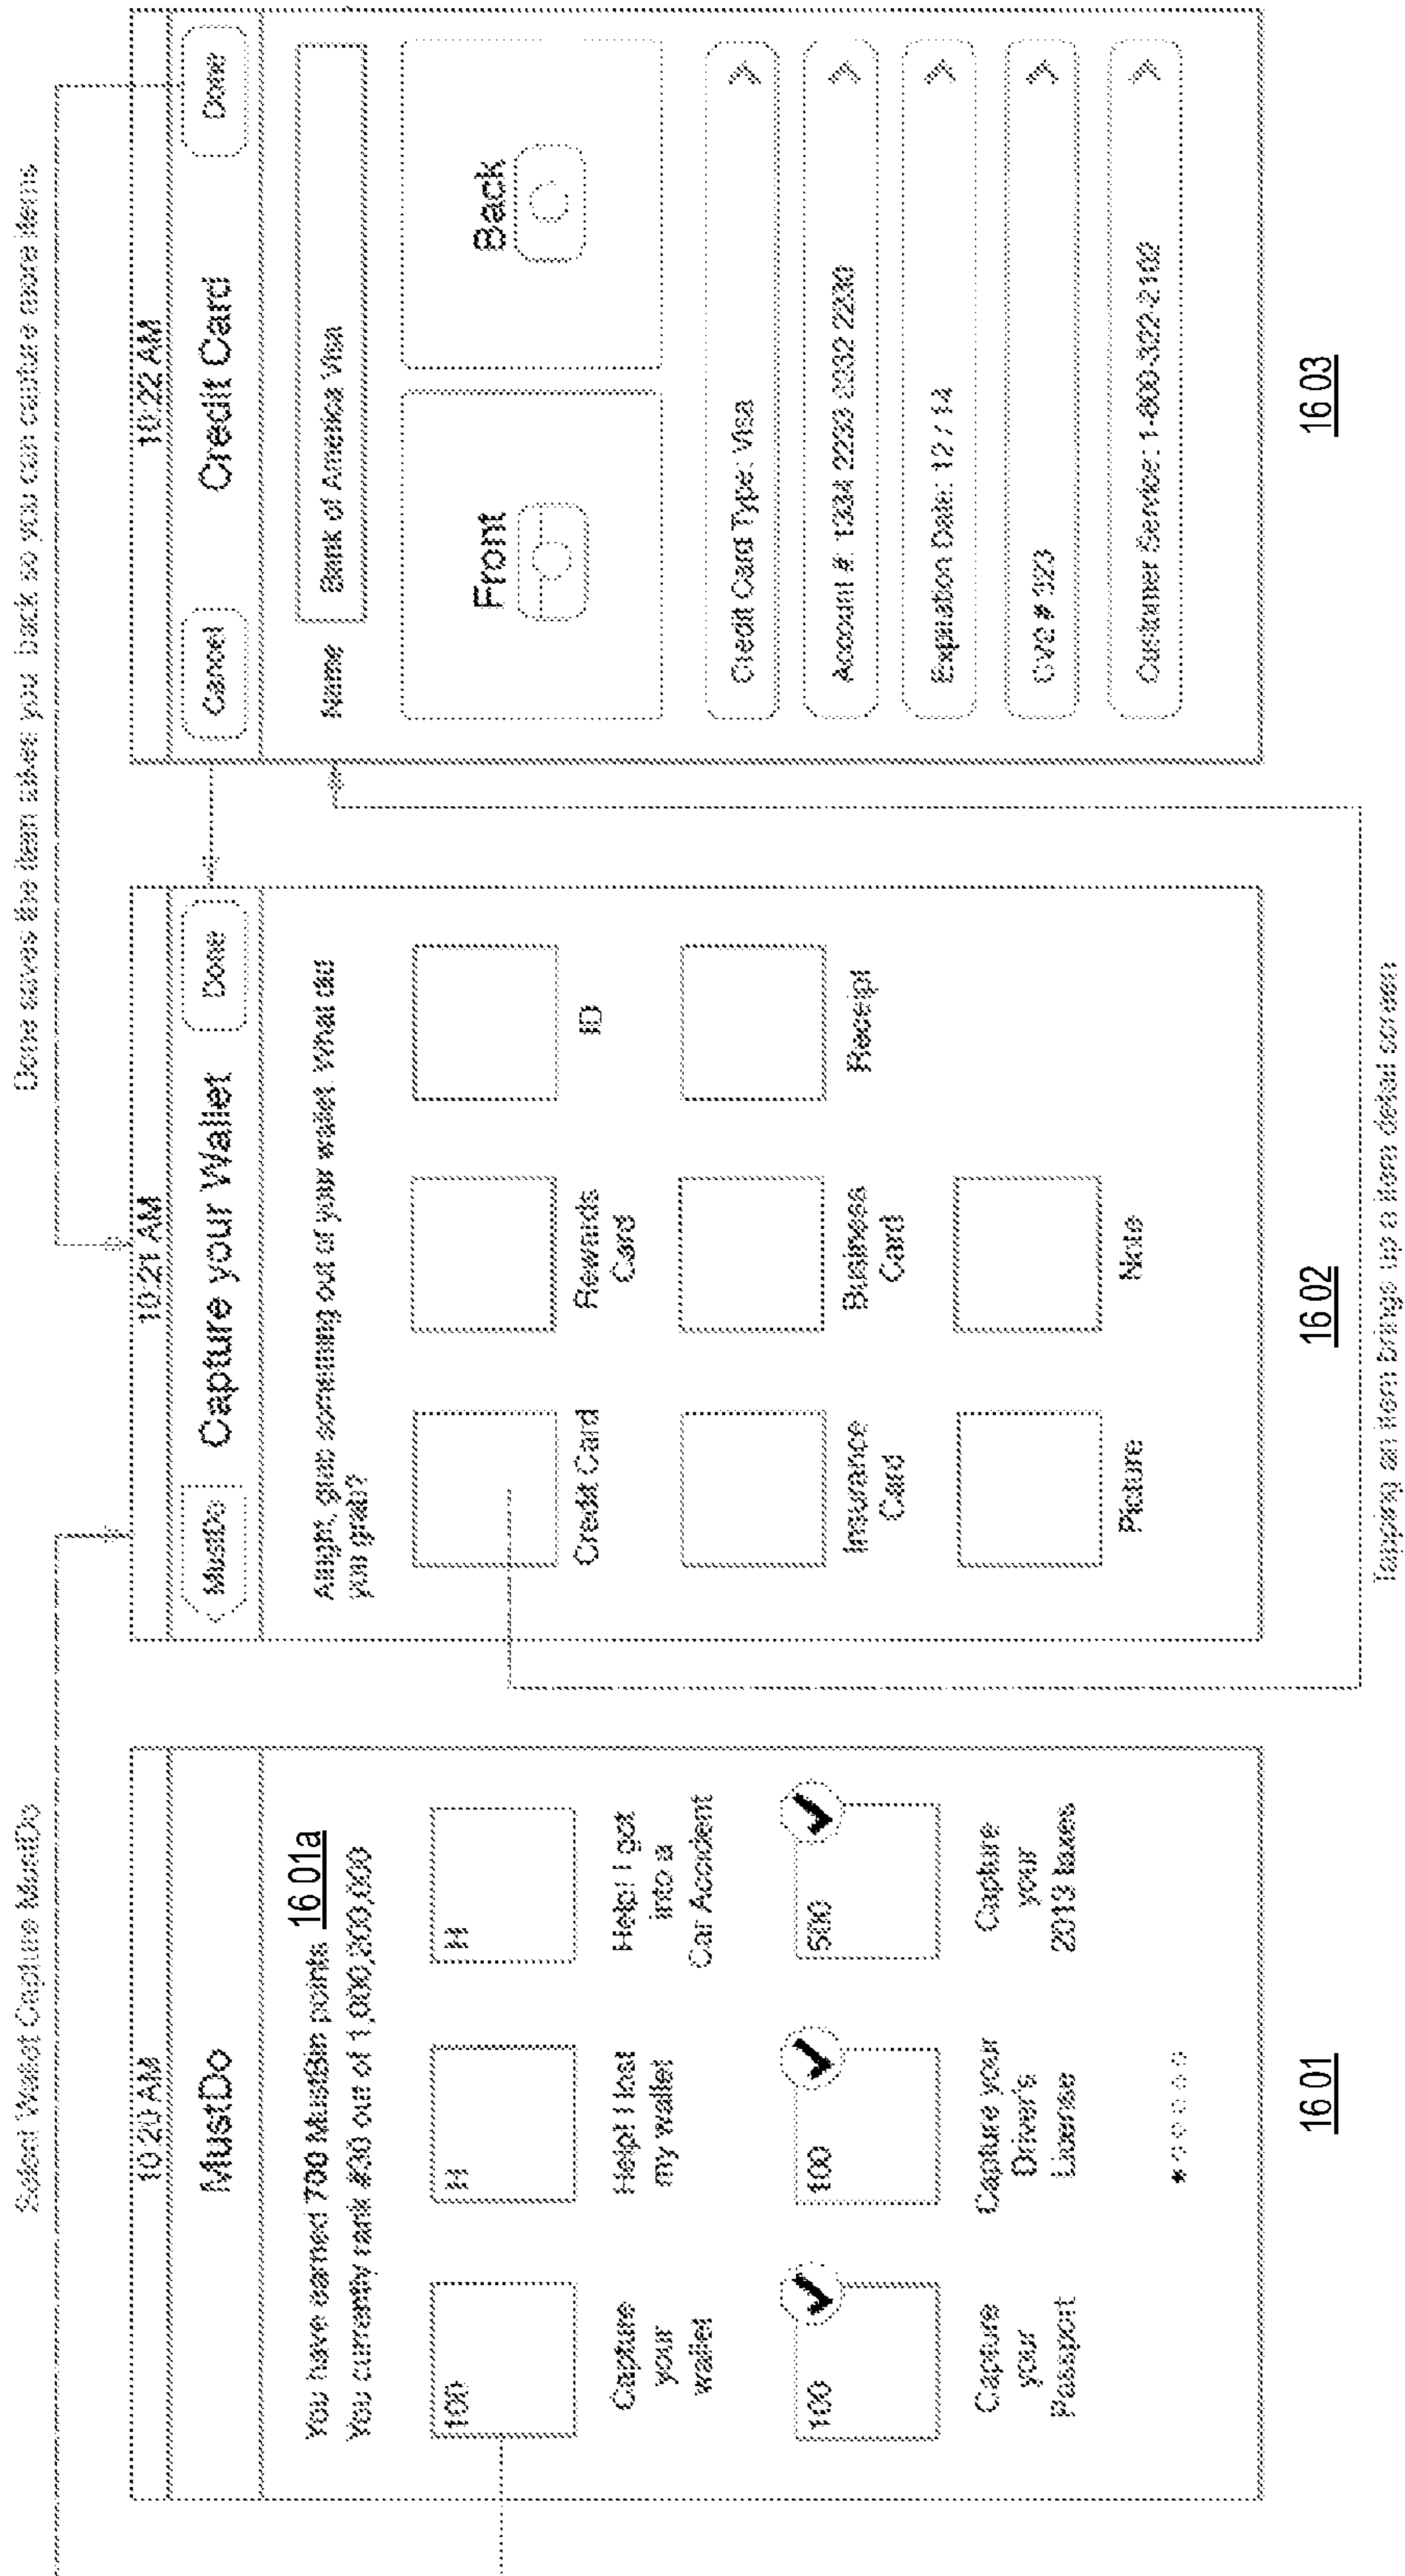 Select Wallet Capture MustDo
Done saves the item takes you back so you can capture more items
10:20 AM
MustDo
You have earned 700 MustBin points
16 01a
You currently rank #30 out of 1,000,200,000
100
H
H
Capture
your
wallet
Help! I lost
my wallet
Help! I got
into a
Car Accident
100
100
500
Capture
your
Passport
Capture your
Driver's
License
Capture
your
2013 taxes
16 01
10:21 AM
MustDo
Capture your Wallet
Done
Alright, grab something out of your wallet. What did
you grab?
Credit Card
Rewards
Card
ID
Insurance
Card
Business
Card
Receipt
Picture
Note
16 02
Tapping an item brings up a item detail screen
10:22 AM
Cancel
Credit Card
Done
Name
Bank of America Visa
Front
Back
Credit Card Type: Visa
Account #:
Expiration Date: 12 / 14
CVC # 323
Customer Service: 1-800-322-2102
16 03